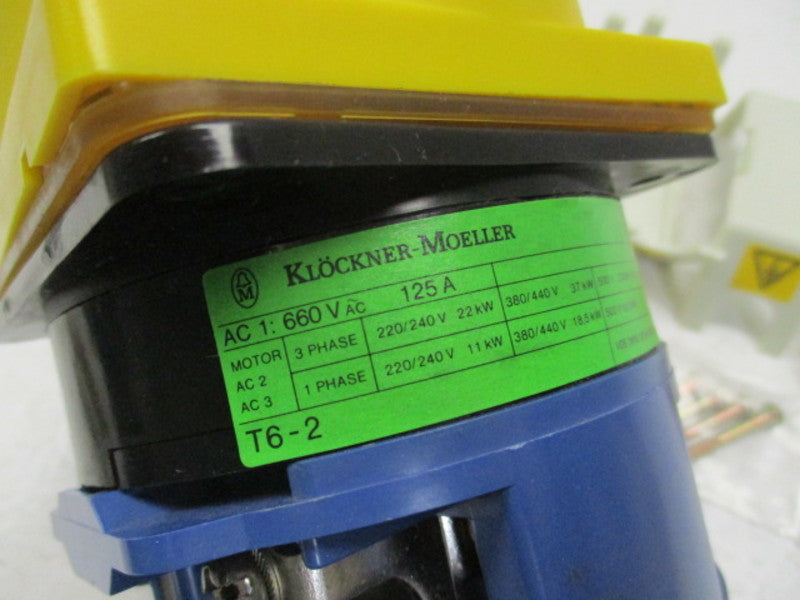 M
KLÖCKNER-MOELLER
AC 1: 660 V AC 125 A
MOTOR
AC 2
AC 3
3 PHASE 220/240 V 22 kW 380/440 V 37 kW
1 PHASE 220/240 V 11 kW 380/440 V 18,5 kW
T6-2